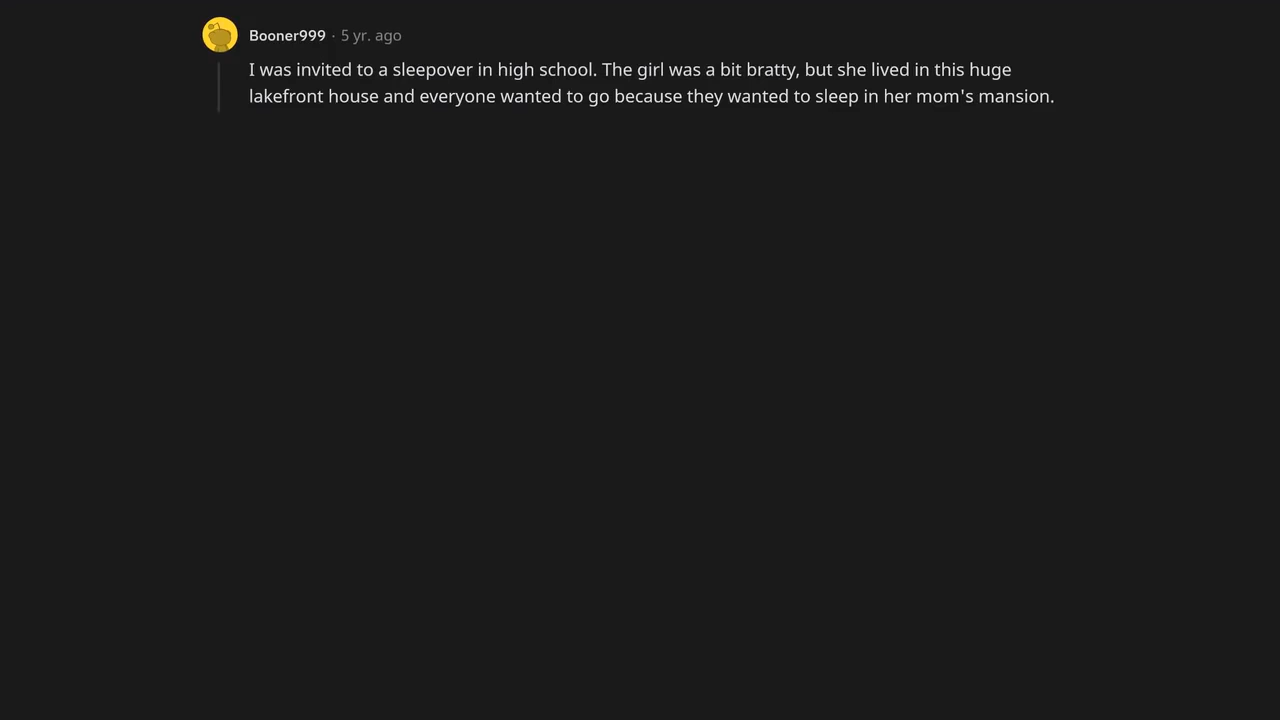 Booner999 · 5 yr. ago
I was invited to a sleepover in high school. The girl was a bit bratty, but she lived in this huge
lakefront house and everyone wanted to go because they wanted to sleep in her mom's mansion.